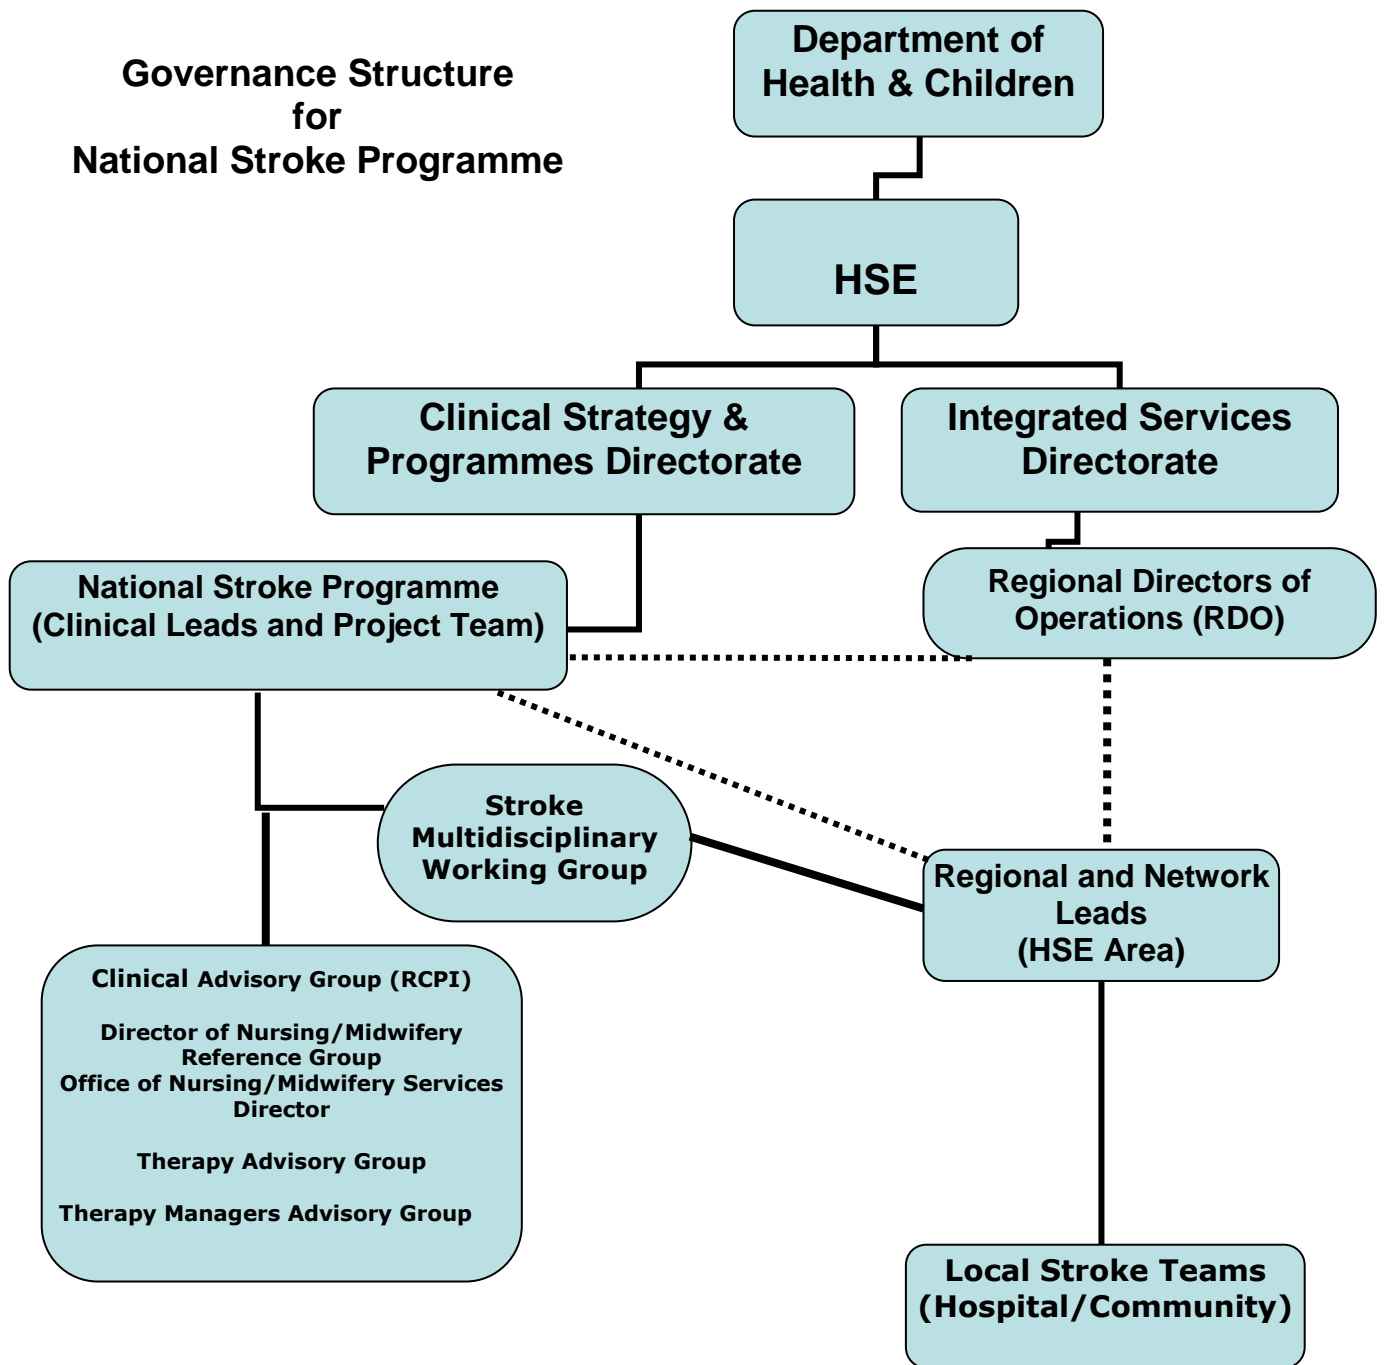 Governance Structure
for
National Stroke Programme
Department of
Health & Children
HSE
Clinical Strategy &
Programmes Directorate
Integrated Services
Directorate
National Stroke Programme
(Clinical Leads and Project Team)
Regional Directors of
Operations (RDO)
Stroke
Multidisciplinary
Working Group
Regional and Network
Leads
(HSE Area)
Clinical Advisory Group (RCPI)
Director of Nursing/Midwifery
Reference Group
Office of Nursing/Midwifery Services
Director
Therapy Advisory Group
Therapy Managers Advisory Group
Local Stroke Teams
(Hospital/Community)